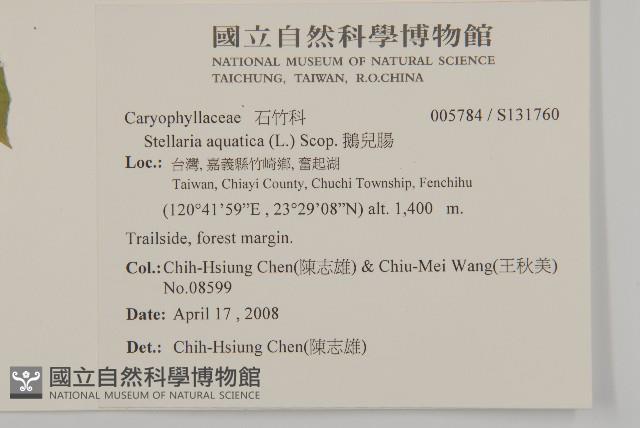 國立自然科學博物館
NATIONAL MUSEUM OF NATURAL SCIENCE
TAICHUNG, TAIWAN, R.O.CHINA
Caryophyllaceae 石竹科 005784 / S131760
Stellaria aquatica (L.) Scop. 鵝兒腸
Loc.: 台灣, 嘉義縣竹崎鄉, 奮起湖
Taiwan, Chiayi County, Chuchi Township, Fenchihu
(120°41’59”E , 23°29’08”N) alt. 1,400 m.
Trailside, forest margin.
Col.: Chih-Hsiung Chen(陳志雄) & Chiu-Mei Wang(王秋美)
No.08599
Date: April 17 , 2008
Det.: Chih-Hsiung Chen(陳志雄)
國立自然科學博物館
NATIONAL MUSEUM OF NATURAL SCIENCE